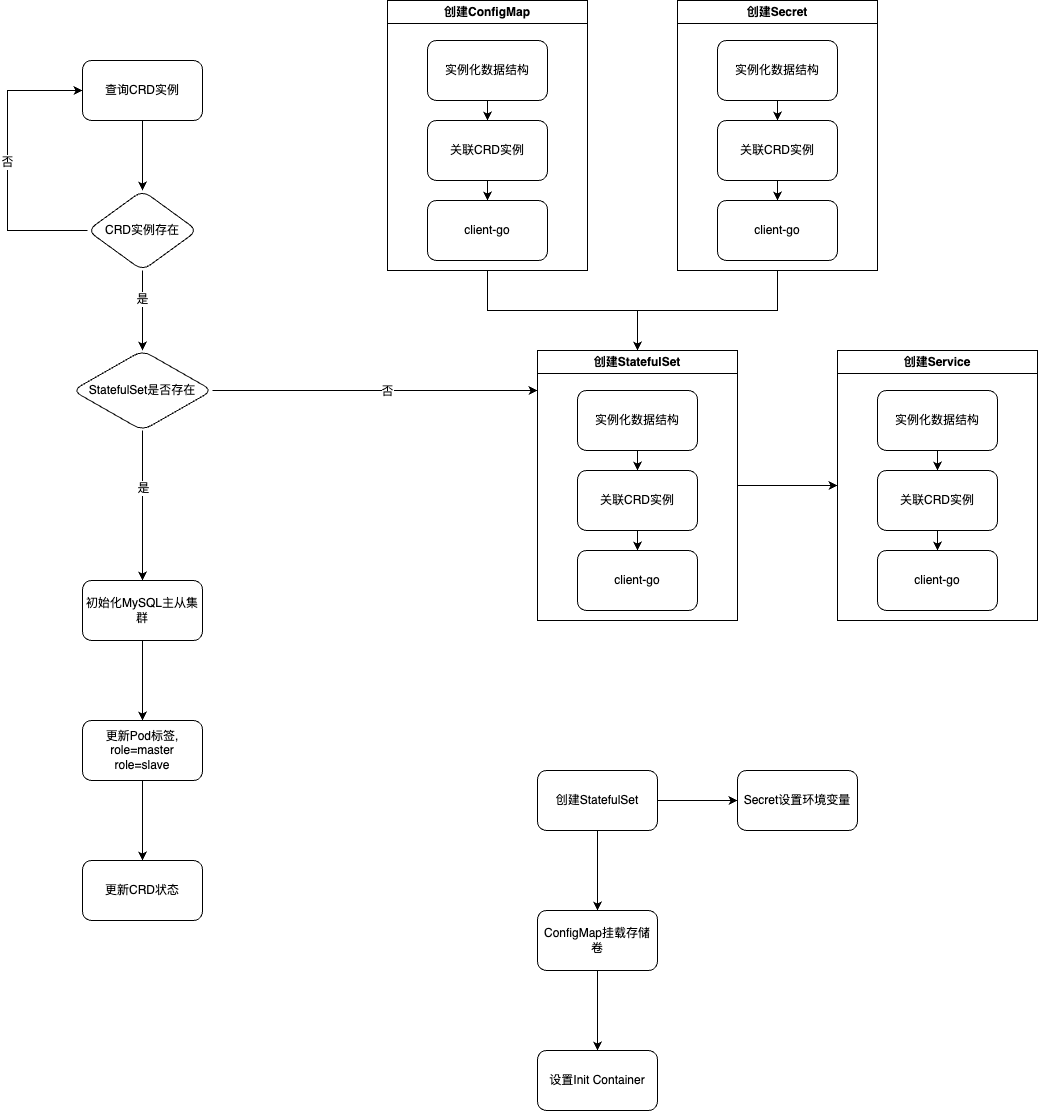 创建ConfigMap
实例化数据结构
关联CRD实例
client-go
创建Secret
实例化数据结构
关联CRD实例
client-go
查询CRD实例
否
CRD实例存在
是
StatefulSet是否存在
否
创建StatefulSet
实例化数据结构
关联CRD实例
client-go
创建Service
实例化数据结构
关联CRD实例
client-go
是
初始化MySQL主从集
群
更新Pod标签,
role=master
role=slave
更新CRD状态
创建StatefulSet
Secret设置环境变量
ConfigMap挂载存储
卷
设置Init Container